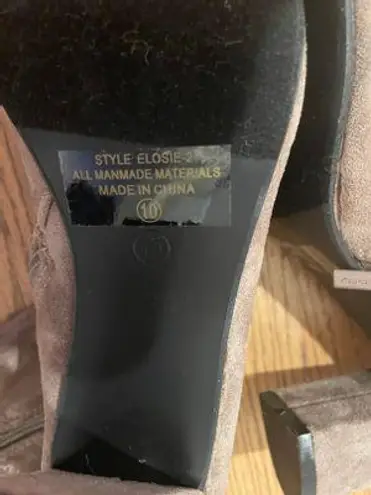 STYLE ELOSIE-2
ALL MANMADE MATERIALS
MADE IN CHINA
10